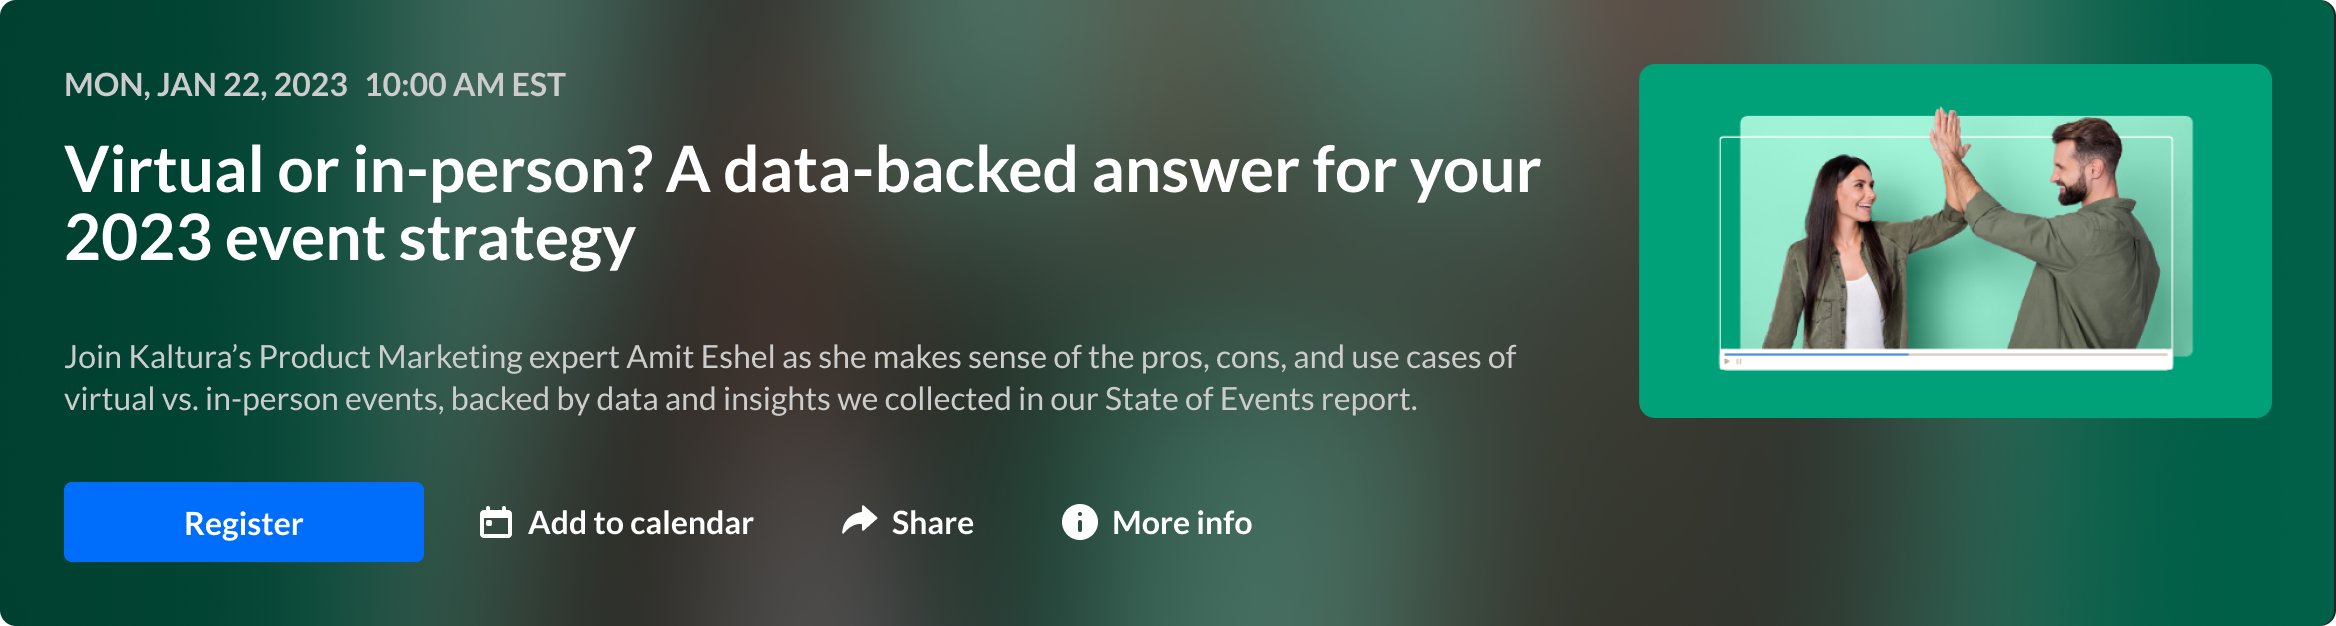 MON, JAN 22, 2023 10:00 AM EST
Virtual or in-person? A data-backed answer for your
2023 event strategy
Join Kaltura’s Product Marketing expert Amit Eshel as she makes sense of the pros, cons, and use cases of
virtual vs. in-person events, backed by data and insights we collected in our State of Events report.
Register
Add to calendar
Share
More info